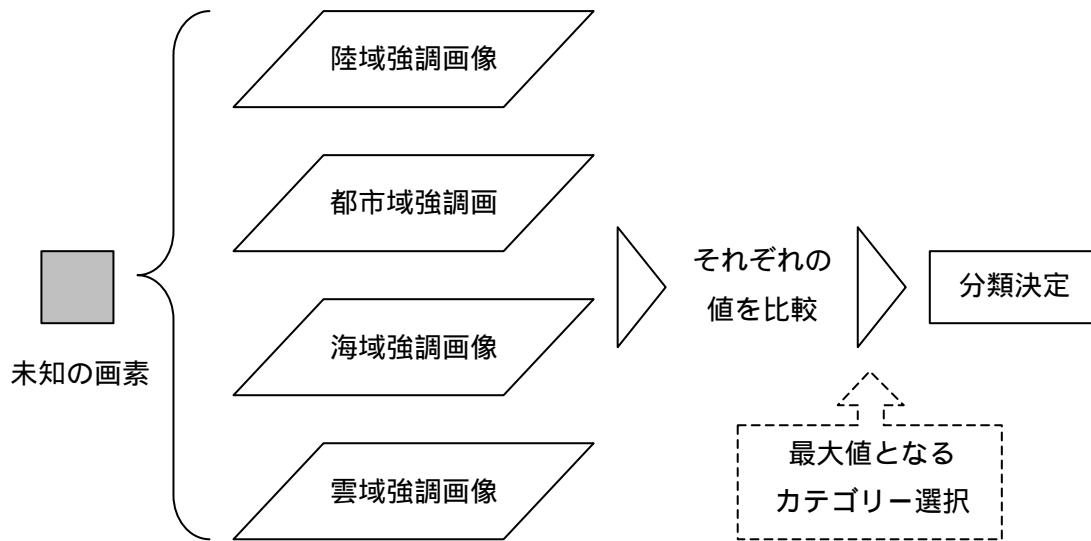 陸域強調画像
都市域強調画
海域強調画像
雲域強調画像
未知の画素
それぞれの
値を比較
分類決定
最大値となる
カテゴリー選択